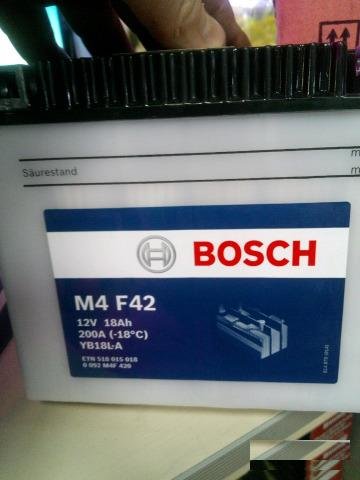 Säurestand
m
m
BOSCH
M4 F42
12V 18Ah
200A (-18°C)
YB18L-A
ETN 518 015 018
0 092 M4F 420